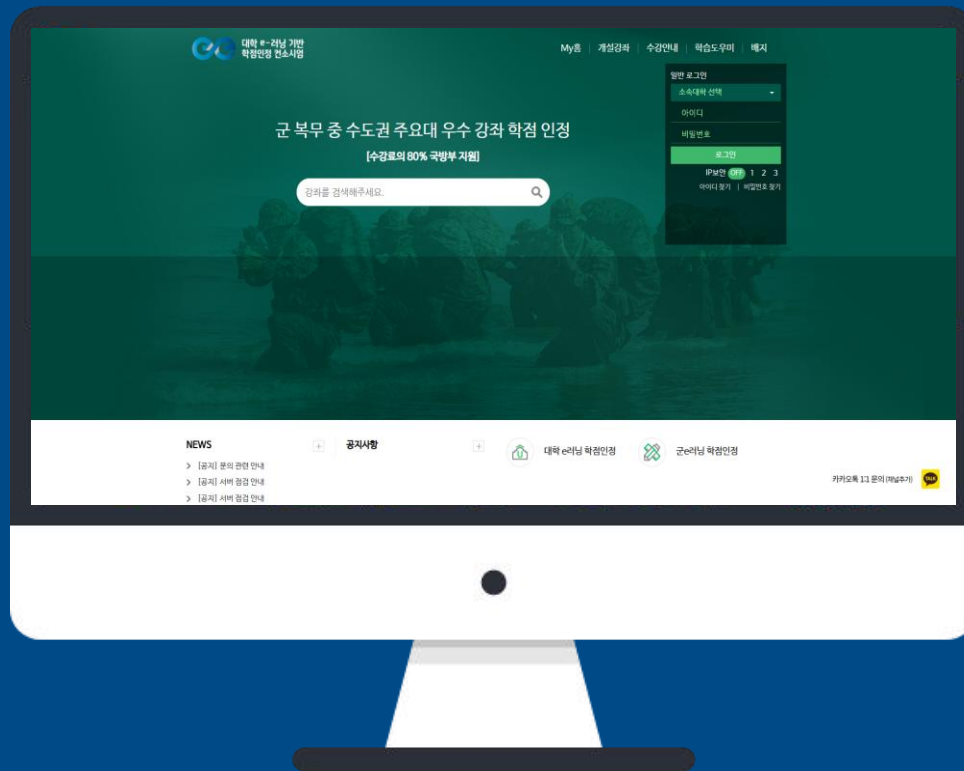 대학 e-러닝 기반
학점인정 컨소시엄
My홈 | 개설강좌 | 수강안내 | 학습도우미 | 배지
일반 로그인
소속대학 선택
아이디
비밀번호
로그인
IP보안 OFF 1 2 3
아이디 찾기 | 비밀번호 찾기
군 복무 중 수도권 주요대 우수 강좌 학점 인정
[수강료의 80% 국방부 지원]
강좌를 검색해주세요.
NEWS
> [공지] 문의 관련 안내
> [공지] 서버 점검 안내
> [공지] 서버 점검 안내
공지사항
대학 e러닝 학점인정
군e러닝 학점인정
카카오톡 1:1 문의 (채널추가)
TALK